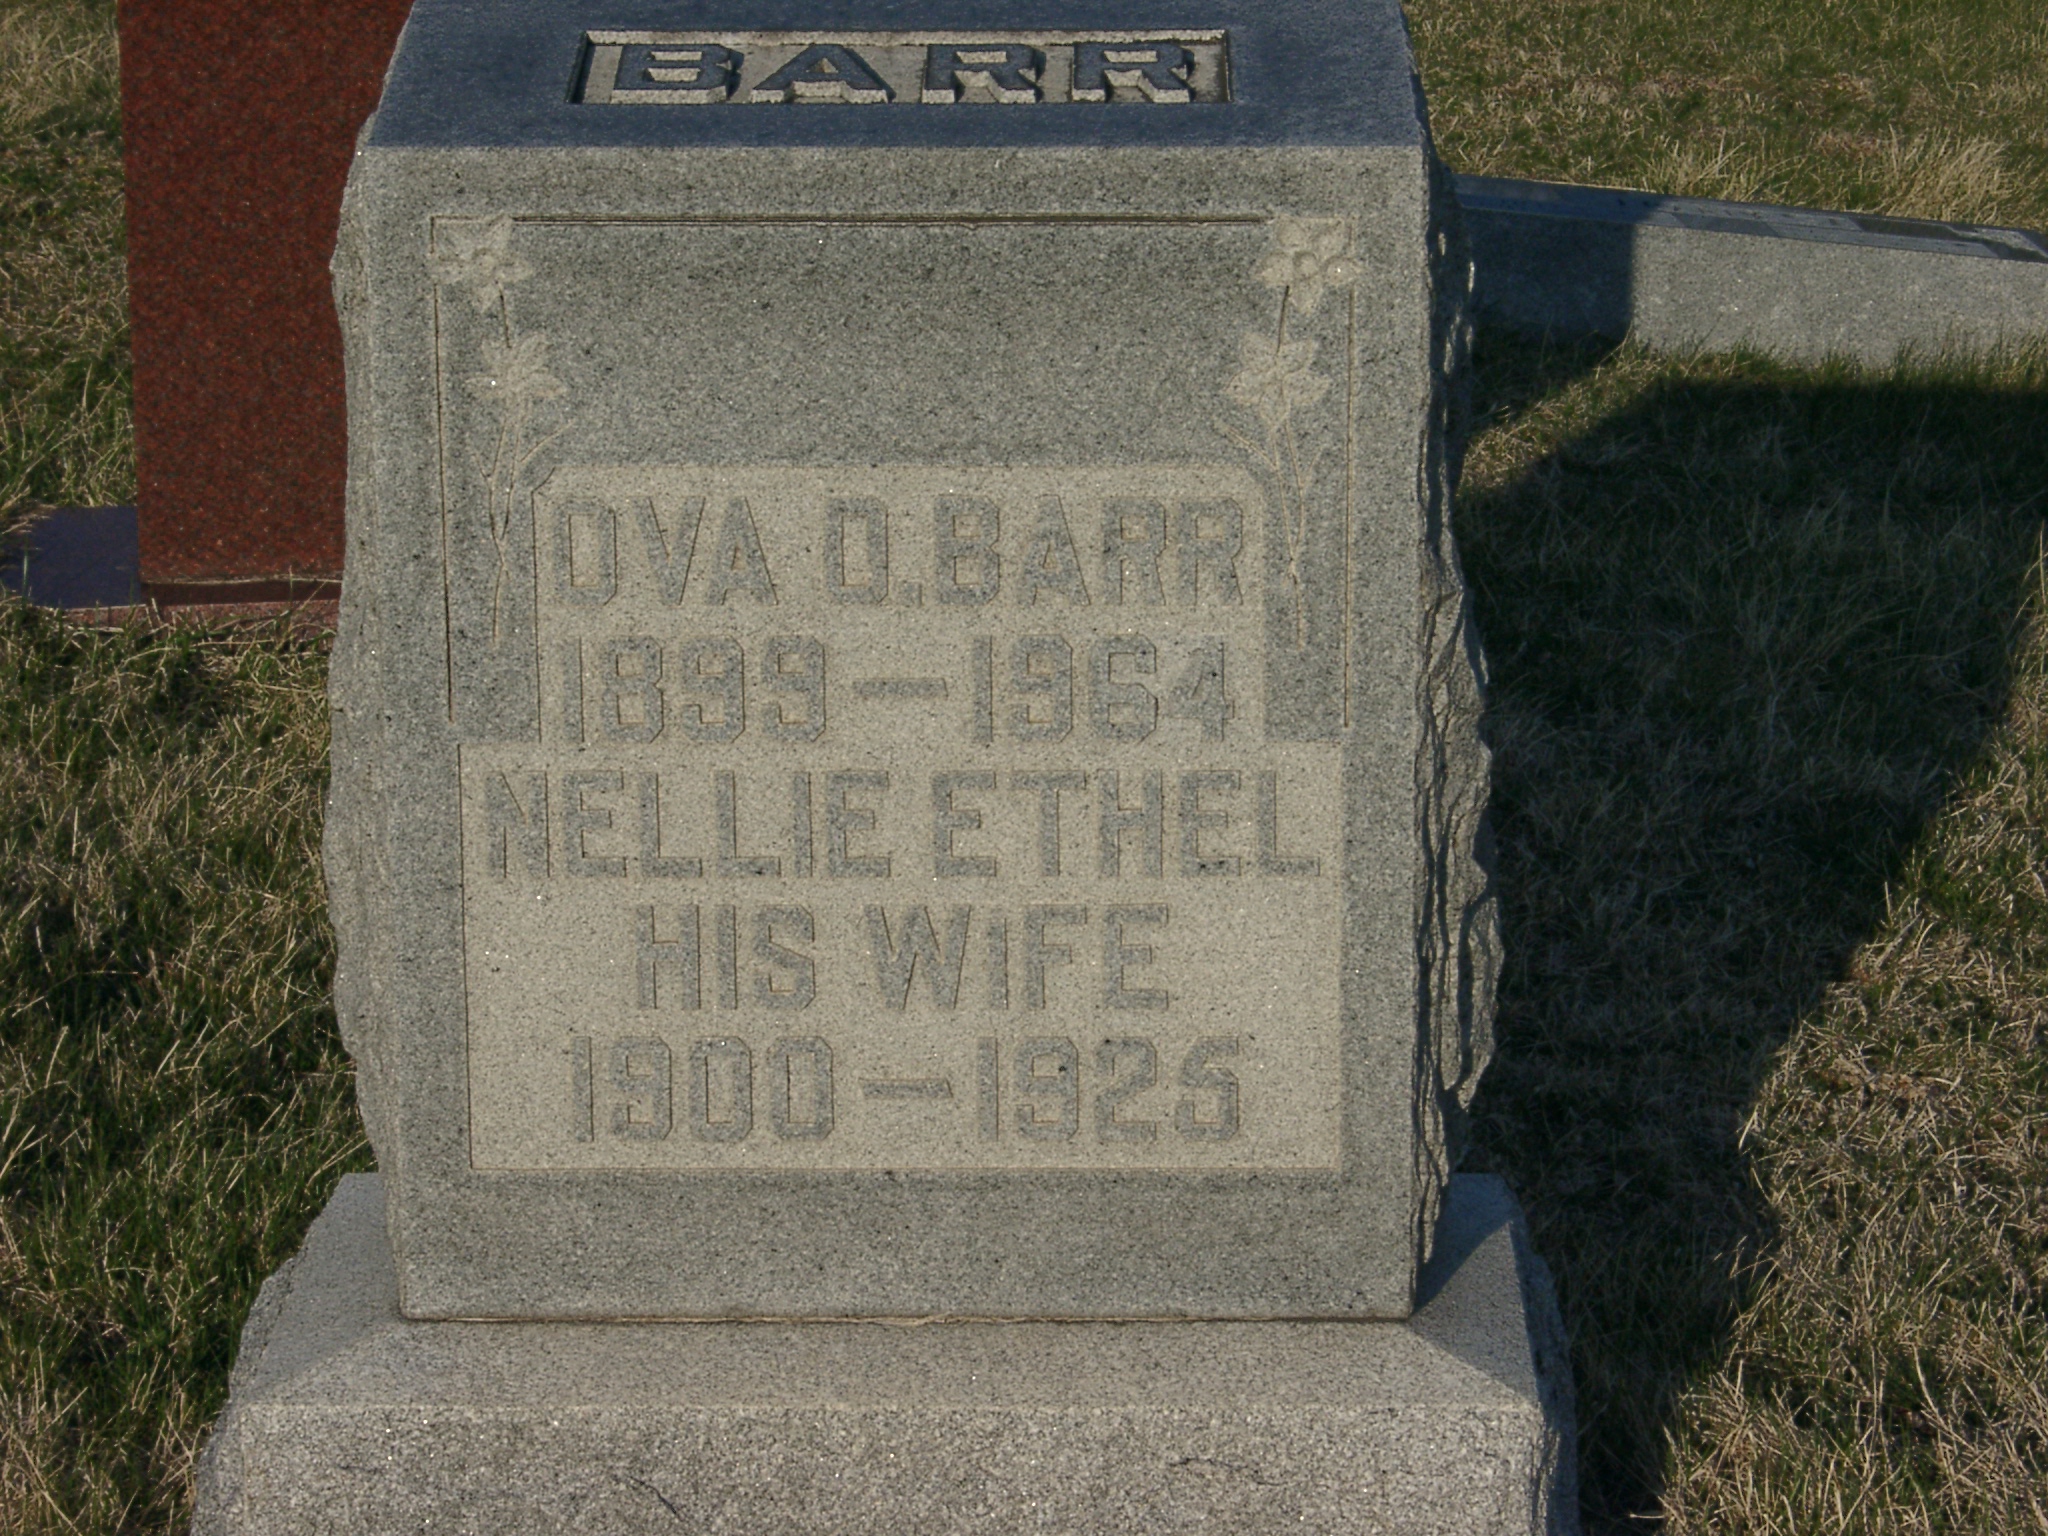 BARR
OVA O. BARR
1899 — 1964
NELLIE ETHEL
HIS WIFE
1900 — 1925